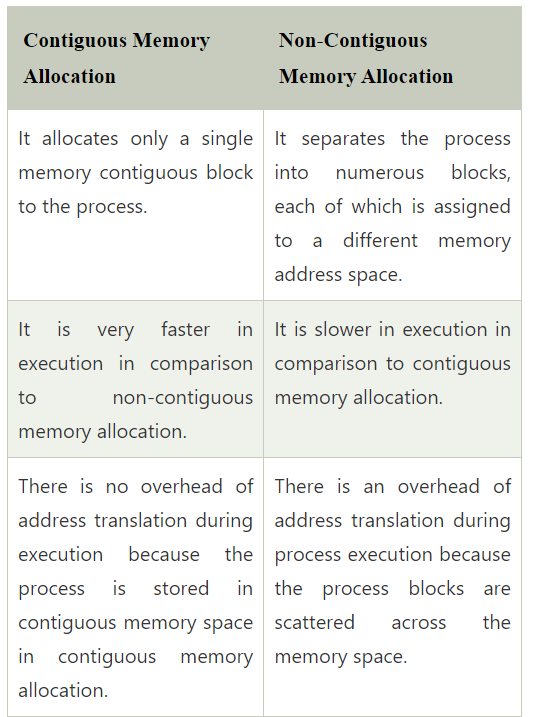 Contiguous Memory
Allocation
Non-Contiguous
Memory Allocation
It allocates only a single
memory contiguous block
to the process.
It separates the process
into numerous blocks,
each of which is assigned
to a different memory
address space.
It is very faster in
execution in comparison
to non-contiguous
memory allocation.
It is slower in execution in
comparison to contiguous
memory allocation.
There is no overhead of
address translation during
execution because the
process is stored in
contiguous memory space
in contiguous memory
allocation.
There is an overhead of
address translation during
process execution because
the process blocks are
scattered across the
memory space.